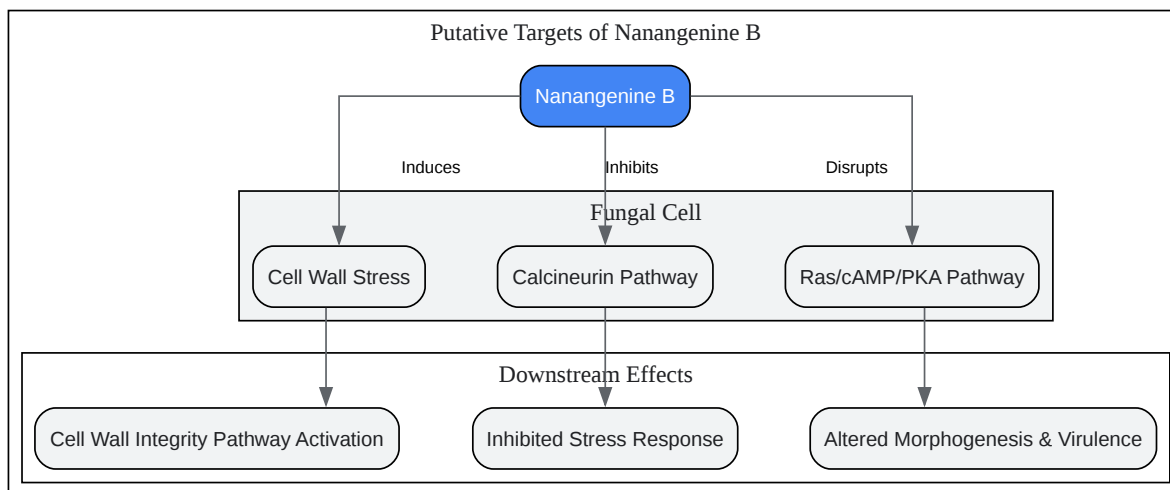 Putative Targets of Nanangenine B
Nanangenine B
Induces
Inhibits
Disrupts
Fungal Cell
Cell Wall Stress
Calcineurin Pathway
Ras/cAMP/PKA Pathway
Downstream Effects
Cell Wall Integrity Pathway Activation
Inhibited Stress Response
Altered Morphogenesis & Virulence